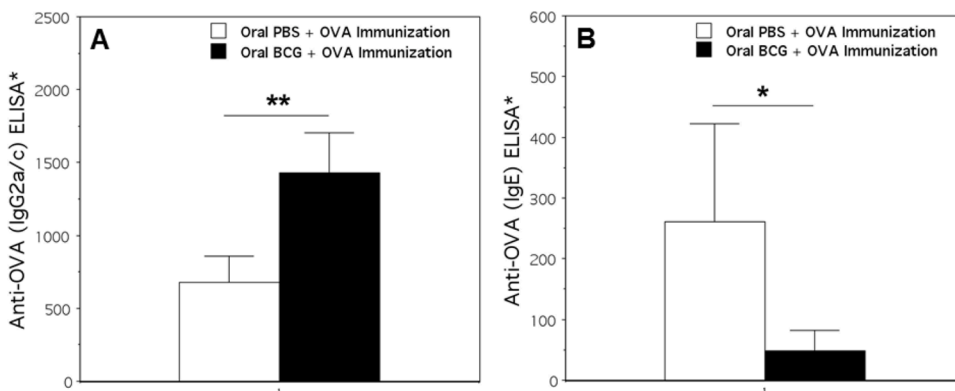 A
Oral PBS + OVA Immunization
Oral BCG + OVA Immunization
**
Anti-OVA (IgG2a/c) ELISA*
2500
2000
1500
1000
500
0
B
Oral PBS + OVA Immunization
Oral BCG + OVA Immunization
*
Anti-OVA (IgE) ELISA*
600
500
400
300
200
100
0